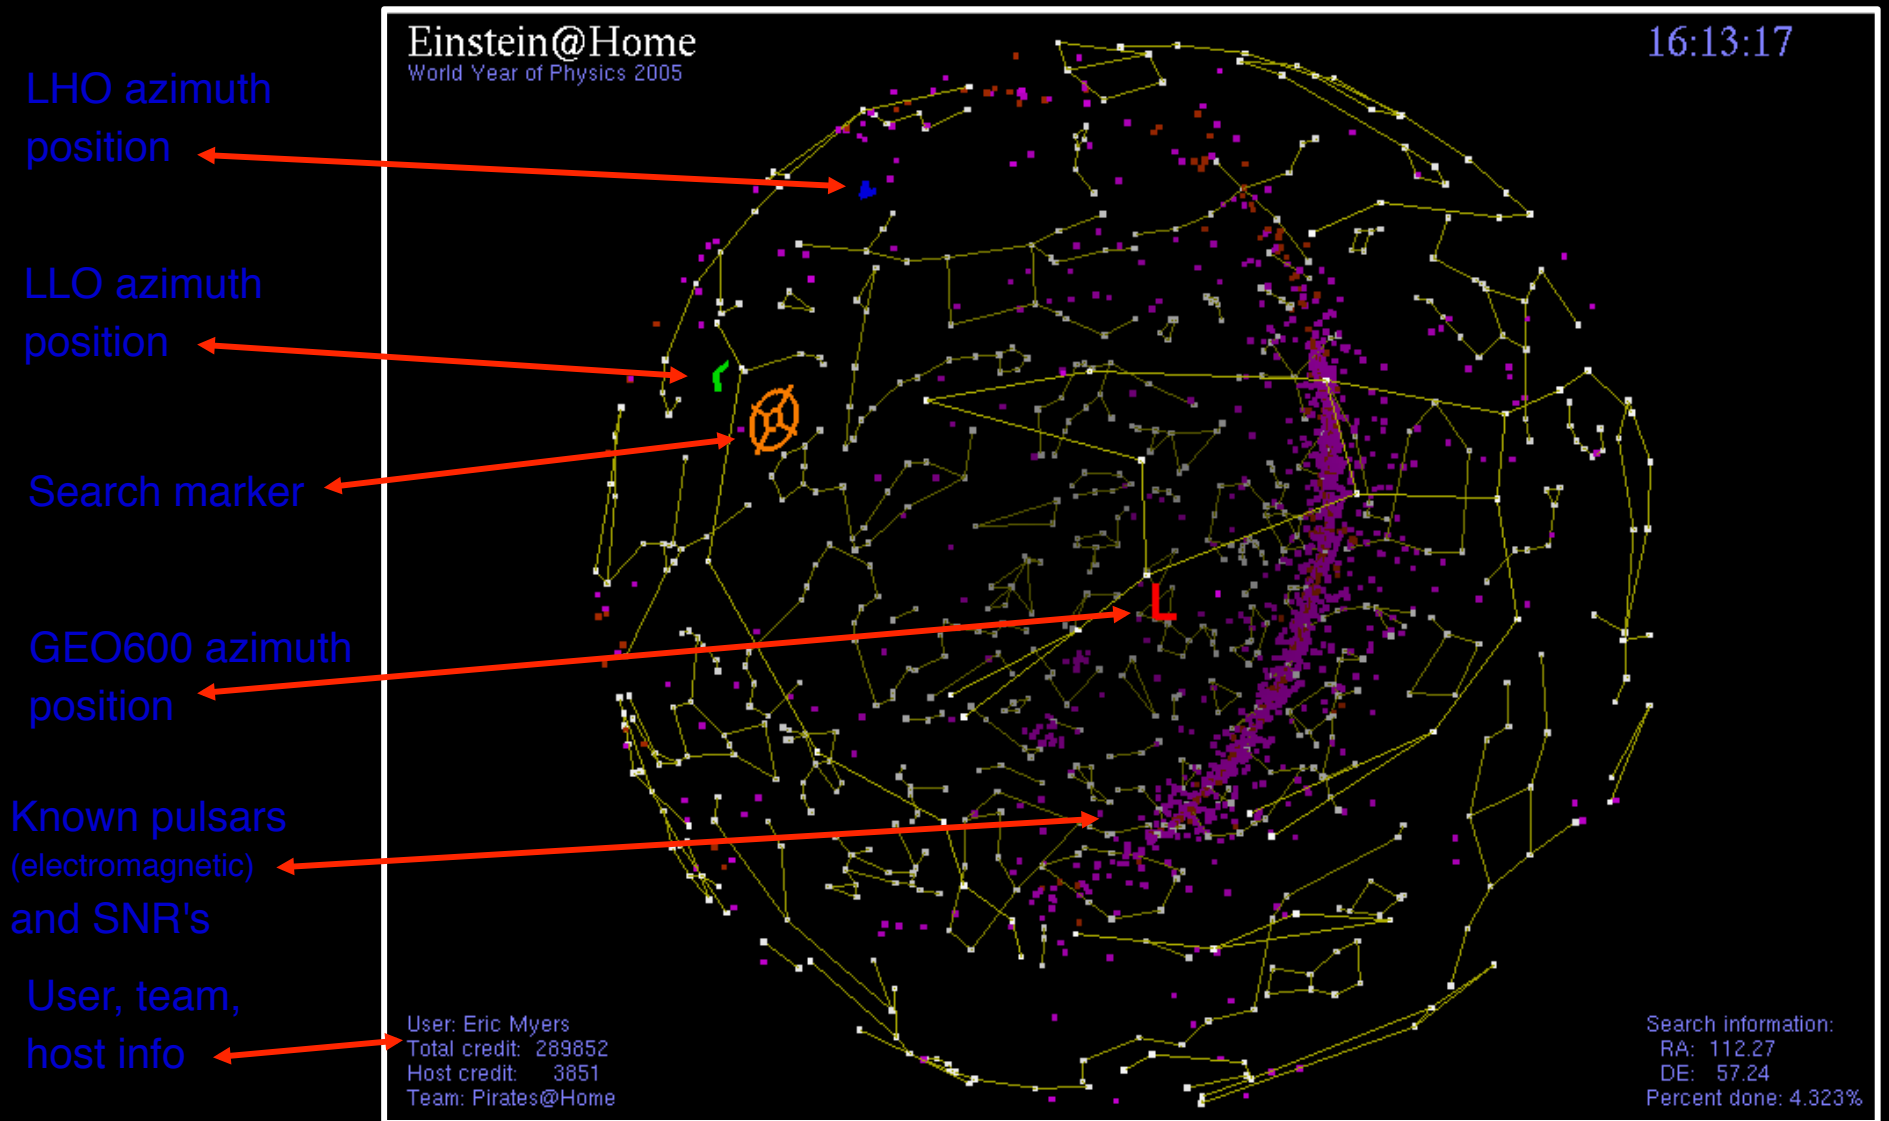 LHO azimuth
position
LLO azimuth
position
Search marker
GEO600 azimuth
position
Known pulsars
(electromagnetic)
and SNR's
User, team,
host info
Einstein@Home
World Year of Physics 2005
16:13:17
User: Eric Myers
Total credit: 289852
Host credit: 3851
Team: Pirates@Home
Search information:
RA: 112.27
DE: 57.24
Percent done: 4.323%